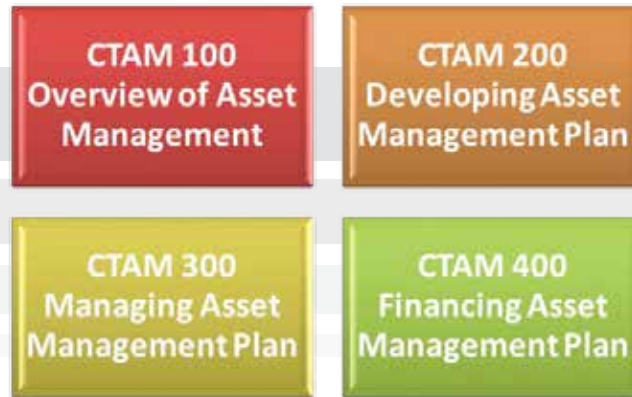 CTAM 100
Overview of Asset
Management
CTAM 200
Developing Asset
Management Plan
CTAM 300
Managing Asset
Management Plan
CTAM 400
Financing Asset
Management Plan